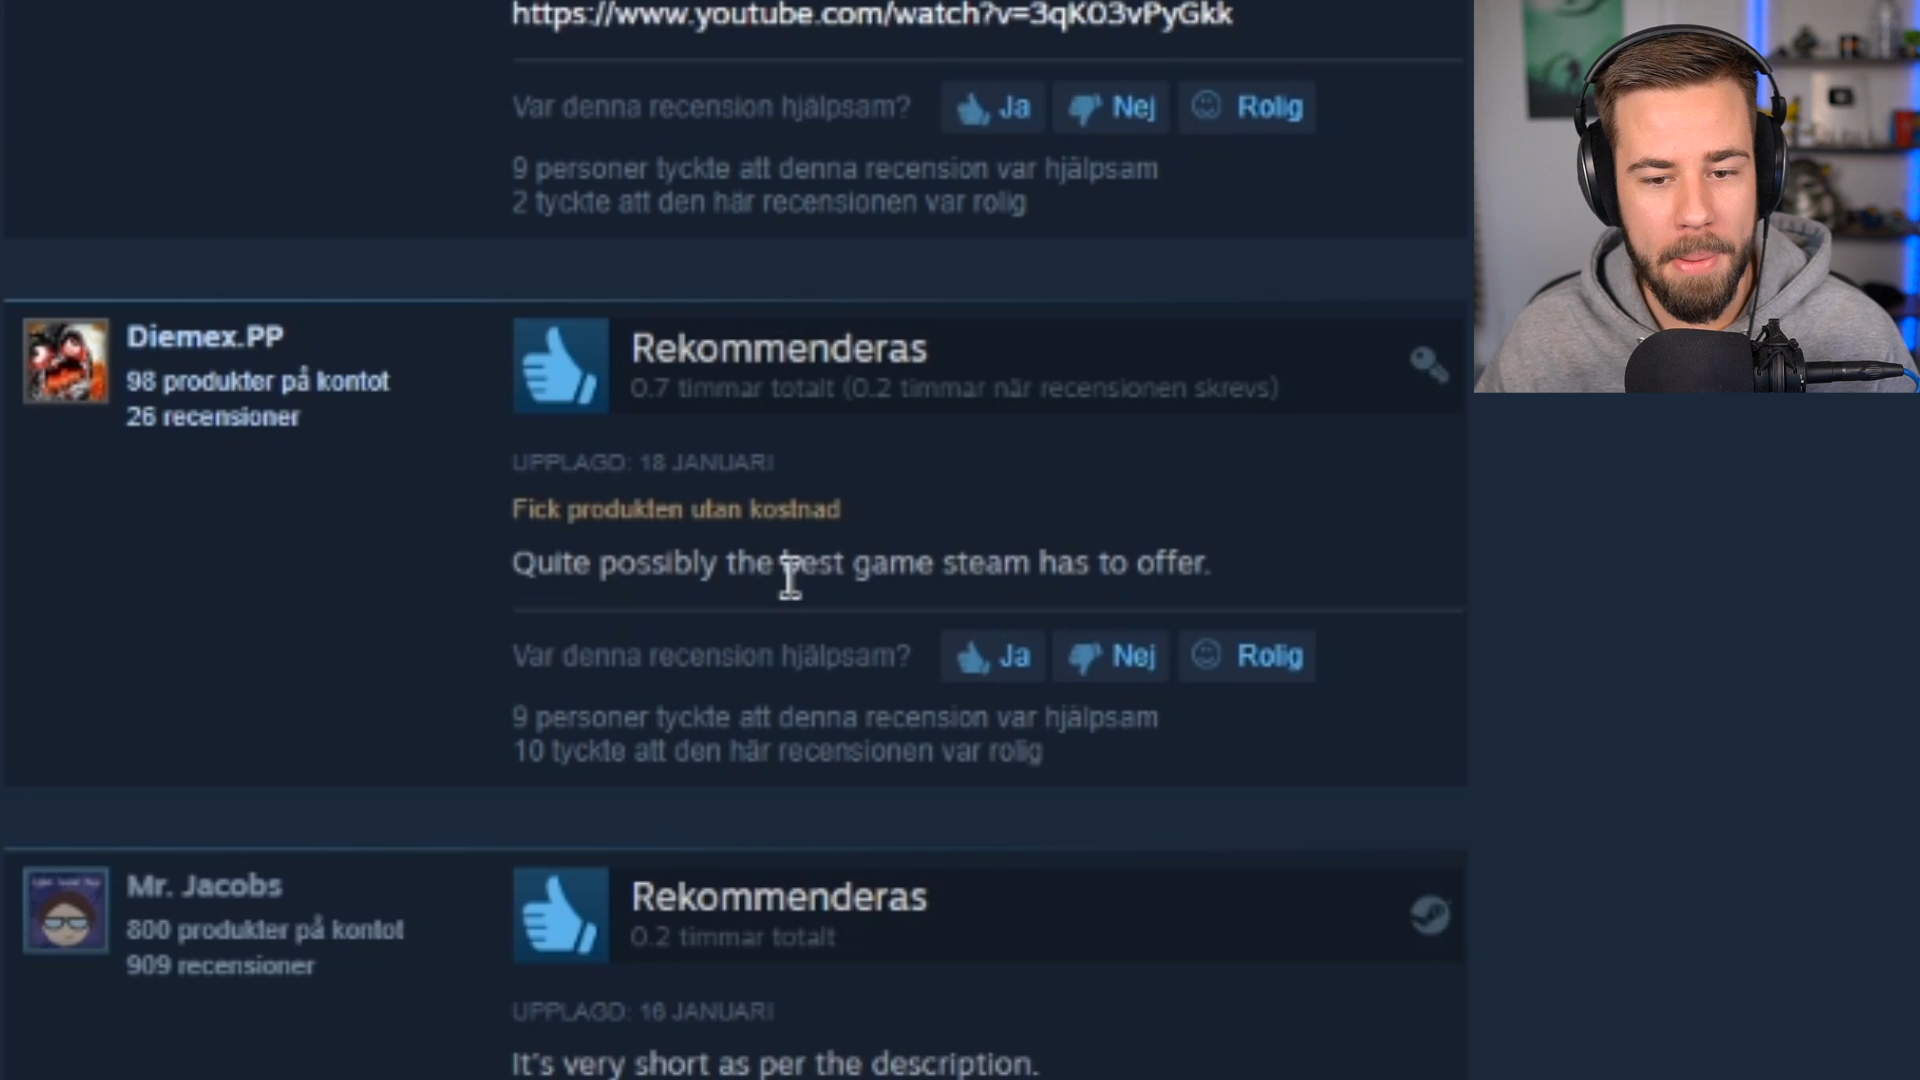 https://www.youtube.com/watch?v=3qKO3vPyGkk
Var denna recension hjälpsam? Ja Nej Rolig
9 personer tyckte att denna recension var hjälpsam
2 tyckte att den här recensionen var rolig
Diemex.PP
98 produkter på kontot
26 recensioner
Rekommenderas
0.7 timmar totalt (0.2 timmar när recensionen skrevs)
UPPLAGD: 18 JANUARI
Fick produkten utan kostnad
Quite possibly the best game steam has to offer.
Var denna recension hjälpsam? Ja Nej Rolig
9 personer tyckte att denna recension var hjälpsam
10 tyckte att den här recensionen var rolig
Mr. Jacobs
800 produkter på kontot
909 recensioner
Rekommenderas
0.2 timmar totalt
UPPLAGD: 16 JANUARI
It's very short as per the description.